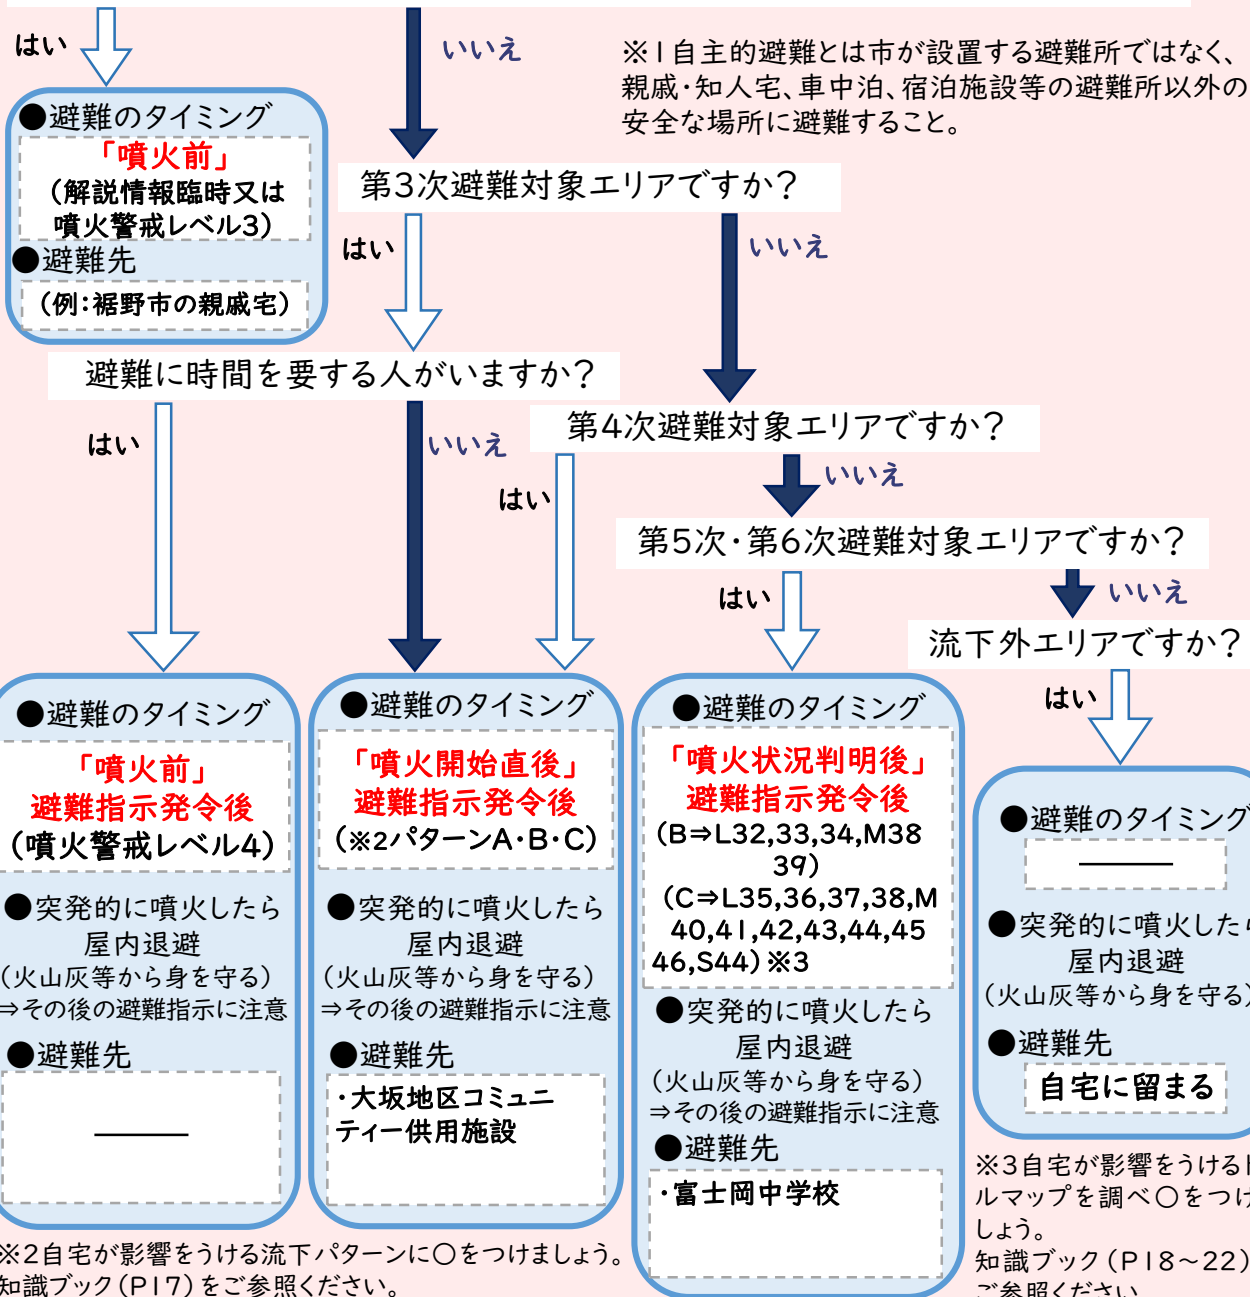 はい
いいえ
※1自主的避難とは市が設置する避難所ではなく、
親戚・知人宅、車中泊、宿泊施設等の避難所以外の
安全な場所に避難すること。
●避難のタイミング
「噴火前」
(解説情報臨時又は
噴火警戒レベル3)
●避難先
(例:裾野市の親戚宅)
第3次避難対象エリアですか?
はい
いいえ
避難に時間を要する人がいますか?
はい
いいえ
第4次避難対象エリアですか?
はい
いいえ
第5次・第6次避難対象エリアですか?
はい
いいえ
流下外エリアですか?
はい
●避難のタイミング
「噴火前」
避難指示発令後
(噴火警戒レベル4)
●突発的に噴火したら
屋内退避
(火山灰等から身を守る)
⇒その後の避難指示に注意
●避難先
●避難のタイミング
「噴火開始直後」
避難指示発令後
(※2パターンA・B・C)
●突発的に噴火したら
屋内退避
(火山灰等から身を守る)
⇒その後の避難指示に注意
●避難先
・大坂地区コミュニ
ティー供用施設
●避難のタイミング
「噴火状況判明後」
避難指示発令後
(B⇒L32,33,34,M38
39)
(C⇒L35,36,37,38,M
40,41,42,43,44,45
46,S44)※3
●突発的に噴火したら
屋内退避
(火山灰等から身を守る)
⇒その後の避難指示に注意
●避難先
・富士岡中学校
●避難のタイミング
●突発的に噴火したら
屋内退避
(火山灰等から身を守る)
●避難先
自宅に留まる
※2自宅が影響をうける流下パターンに○をつけましょう。
知識ブック(P17)をご参照ください。
※3自宅が影響をうける
ルマップを調べ○をつけ
しょう。
知識ブック(P18～22)
ご参照ください